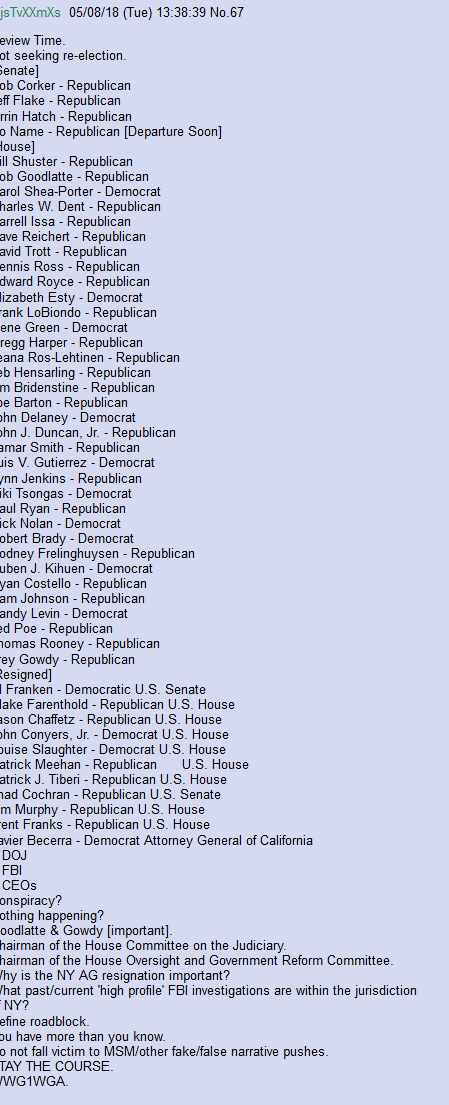 jsTvXXmXs 05/08/18 (Tue) 13:38:39 No.67
eview Time.
ot seeking re-election.
Senate]
ob Corker - Republican
eff Flake - Republican
rrin Hatch - Republican
o Name - Republican [Departure Soon]
House]
ill Shuster - Republican
ob Goodlatte - Republican
arol Shea-Porter - Democrat
harles W. Dent - Republican
arrell Issa - Republican
ave Reichert - Republican
avid Trott - Republican
ennis Ross - Republican
dward Royce - Republican
lizabeth Esty - Democrat
rank LoBiondo - Republican
ene Green - Democrat
regg Harper - Republican
eana Ros-Lehtinen - Republican
eb Hensarling - Republican
m Bridenstine - Republican
oe Barton - Republican
ohn Delaney - Democrat
ohn J. Duncan, Jr. - Republican
amar Smith - Republican
uis V. Gutierrez - Democrat
ynn Jenkins - Republican
iki Tsongas - Democrat
aul Ryan - Republican
ick Nolan - Democrat
obert Brady - Democrat
odney Frelinghuysen - Republican
uben J. Kihuen - Democrat
yan Costello - Republican
am Johnson - Republican
andy Levin - Democrat
ed Poe - Republican
homas Rooney - Republican
rey Gowdy - Republican
Resigned]
l Franken - Democratic U.S. Senate
lake Farenthold - Republican U.S. House
ason Chaffetz - Republican U.S. House
ohn Conyers, Jr. - Democrat U.S. House
ouise Slaughter - Democrat U.S. House
atrick Meehan - Republican U.S. House
atrick J. Tiberi - Republican U.S. House
had Cochran - Republican U.S. Senate
m Murphy - Republican U.S. House
rent Franks - Republican U.S. House
avier Becerra - Democrat Attorney General of California
DOJ
FBI
CEOs
onspiracy?
othing happening?
oodlatte & Gowdy [important].
hairman of the House Committee on the Judiciary.
hairman of the House Oversight and Government Reform Committee.
Why is the NY AG resignation important?
What past/current 'high profile' FBI investigations are within the jurisdiction
f NY?
efine roadblock.
ou have more than you know.
o not fall victim to MSM/other fake/false narrative pushes.
TAY THE COURSE.
WWG1WGA.